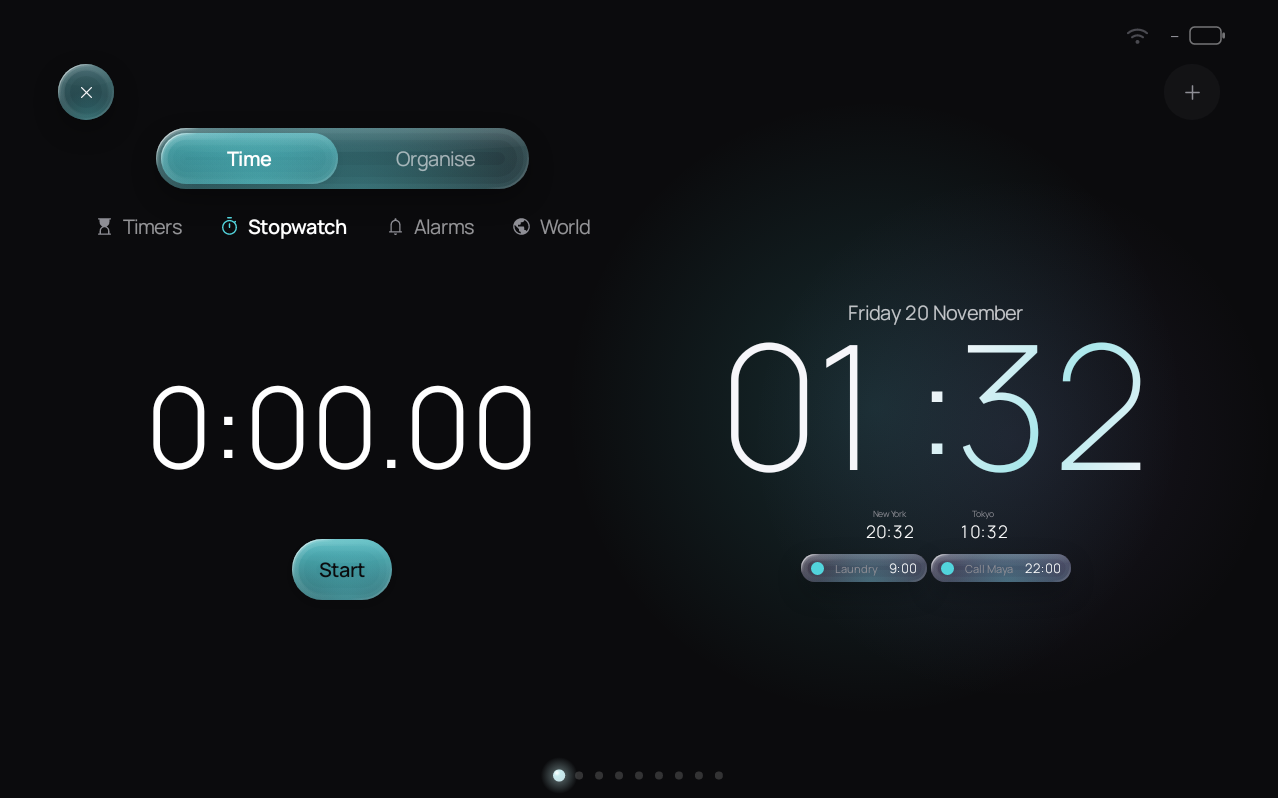 Time Organise
Timers Stopwatch Alarms World
0:00.00
Start
Friday 20 November
01:32
New York Tokyo
20:32 10:32
Laundry 9:00 Call Maya 22:00